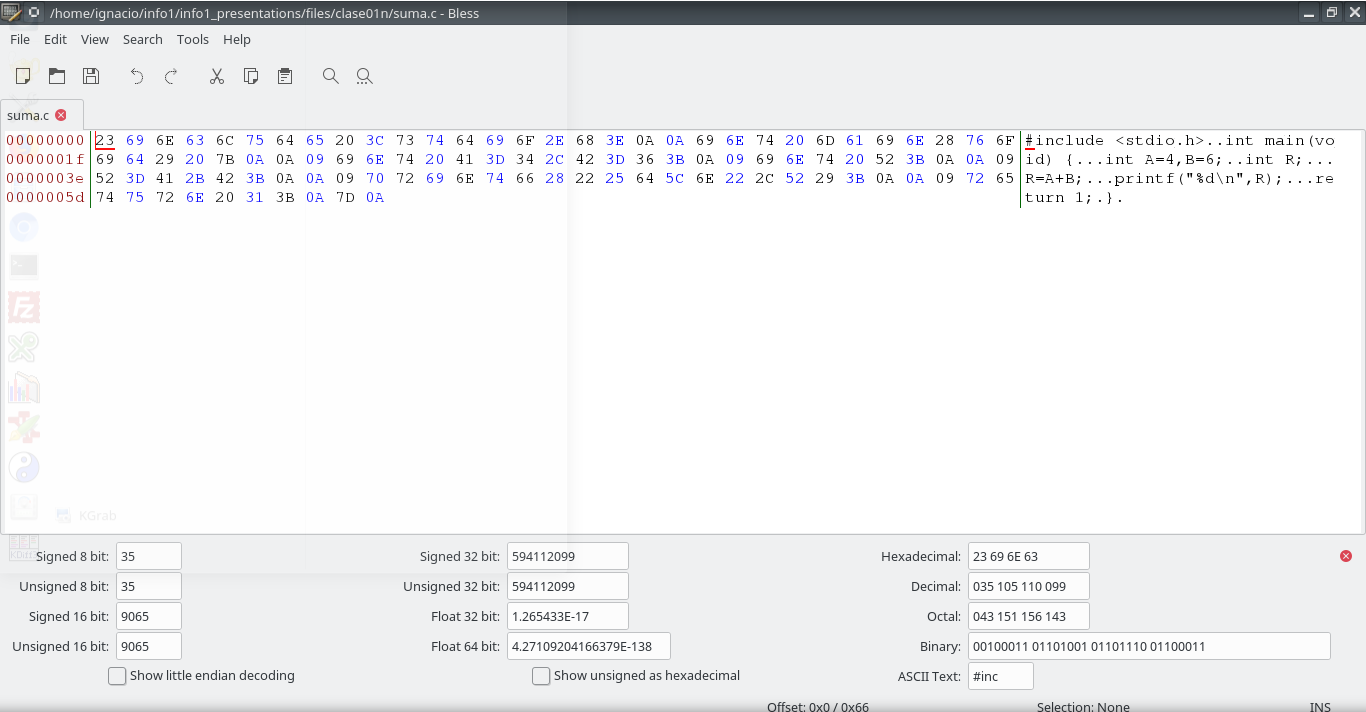 /home/ignacio/info1/info1_presentations/files/clase01n/suma.c - Bless
File Edit View Search Tools Help
suma.c
00000000 23 69 6E 63 6C 75 64 65 20 3C 73 74 64 69 6F 2E 68 3E 0A 0A 69 6E 74 20 6D 61 69 6E 28 76 6F #include <stdio.h>..int main(vo
0000001f 69 64 29 20 7B 0A 0A 09 69 6E 74 20 41 3D 34 2C 42 3D 36 3B 0A 09 69 6E 74 20 52 3B 0A 0A 09 id) {...int A=4,B=6;..int R;...
0000003e 52 3D 41 2B 42 3B 0A 0A 09 70 72 69 6E 74 66 28 22 25 64 5C 6E 22 2C 52 29 3B 0A 0A 09 72 65 R=A+B;...printf("%d\n",R);...re
0000005d 74 75 72 6E 20 31 3B 0A 7D 0A turn 1;.}.
KGrab
Signed 8 bit: 35 Signed 32 bit: 594112099 Hexadecimal: 23 69 6E 63
Unsigned 8 bit: 35 Unsigned 32 bit: 594112099 Decimal: 035 105 110 099
Signed 16 bit: 9065 Float 32 bit: 1.265433E-17 Octal: 043 151 156 143
Unsigned 16 bit: 9065 Float 64 bit: 4.27109204166379E-138 Binary: 00100011 01101001 01101110 01100011
Show little endian decoding Show unsigned as hexadecimal ASCII Text: #inc
Offset: 0x0 / 0x66 Selection: None INS